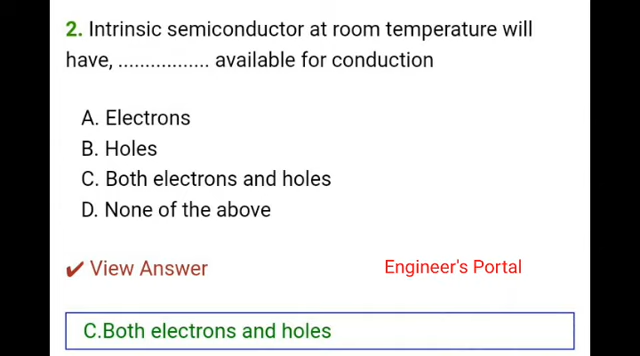 2. Intrinsic semiconductor at room temperature will
have, ................. available for conduction
A. Electrons
B. Holes
C. Both electrons and holes
D. None of the above
✔ View Answer
Engineer's Portal
C.Both electrons and holes